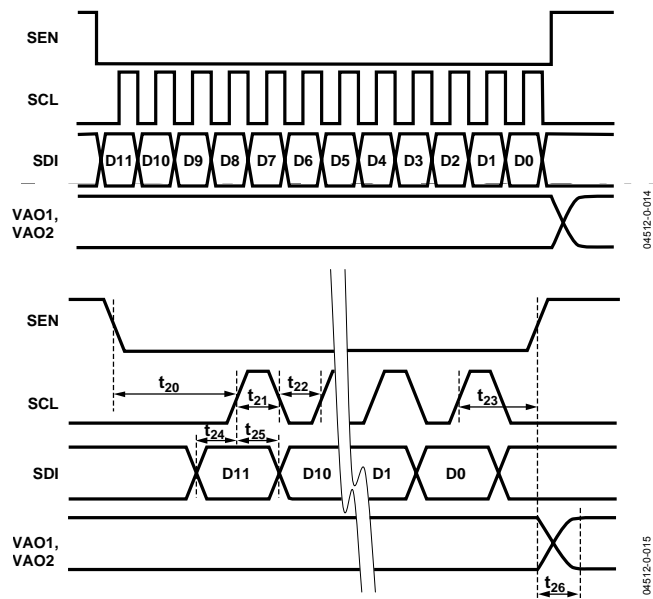 SEN
SCL
SDI
D11 D10 D9 D8 D7 D6 D5 D4 D3 D2 D1 D0
VAO1,
VAO2
04512-0-014
SEN
t20
t21
t22
t23
SCL
t24
t25
SDI
D11 D10 D1 D0
VAO1,
VAO2
t26
04512-0-015